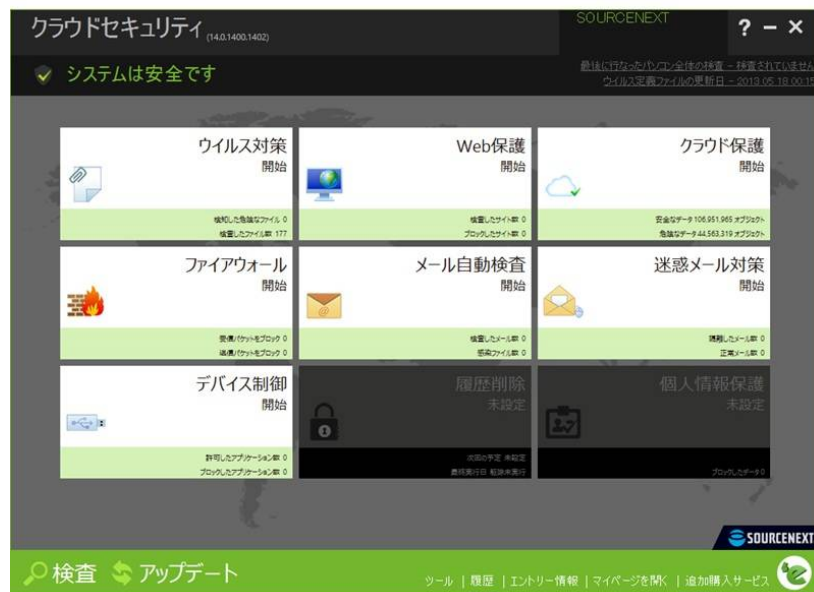 クラウドセキュリティ (14.0.1400.1402)
SOURCENEXT
? − ×
システムは安全です
最後に行なったパソコン全体の検査 - 検査されていません
ウイルス定義ファイルの更新日 - 2013.05.18 00:15
ウイルス対策
開始
検知した危険なファイル 0
検査したファイル数 177
Web保護
開始
検査したサイト数 0
ブロックしたサイト数 0
クラウド保護
開始
安全なデータ 106,951,965 オブジェクト
危険なデータ 44,563,319 オブジェクト
ファイアウォール
開始
受信パケットをブロック 0
送信パケットをブロック 0
メール自動検査
開始
検査したメール数 0
感染ファイル数 0
迷惑メール対策
開始
隔離したメール数 0
正常メール数 0
デバイス制御
開始
許可したアプリケーション数 0
ブロックしたアプリケーション数 0
履歴削除
未設定
次回の予定 未設定
最終実行日 駆除未実行
個人情報保護
未設定
ブロックしたデータ 0
SOURCENEXT
検査 アップデート
ツール | 履歴 | エントリー情報 | マイページを開く | 追加購入サービス